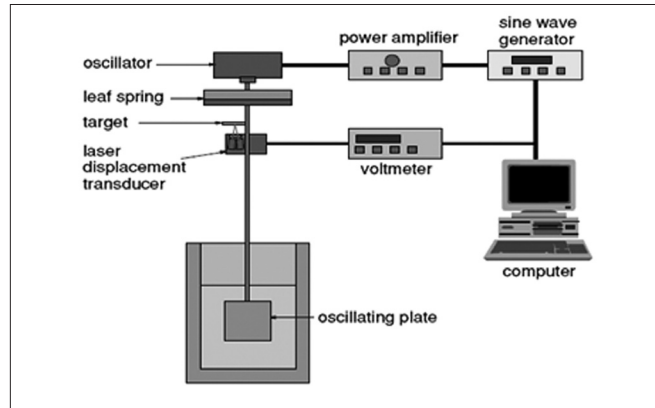 sine wave
generator
power amplifier
oscillator
leaf spring
target
laser
displacement
transducer
voltmeter
computer
oscillating plate